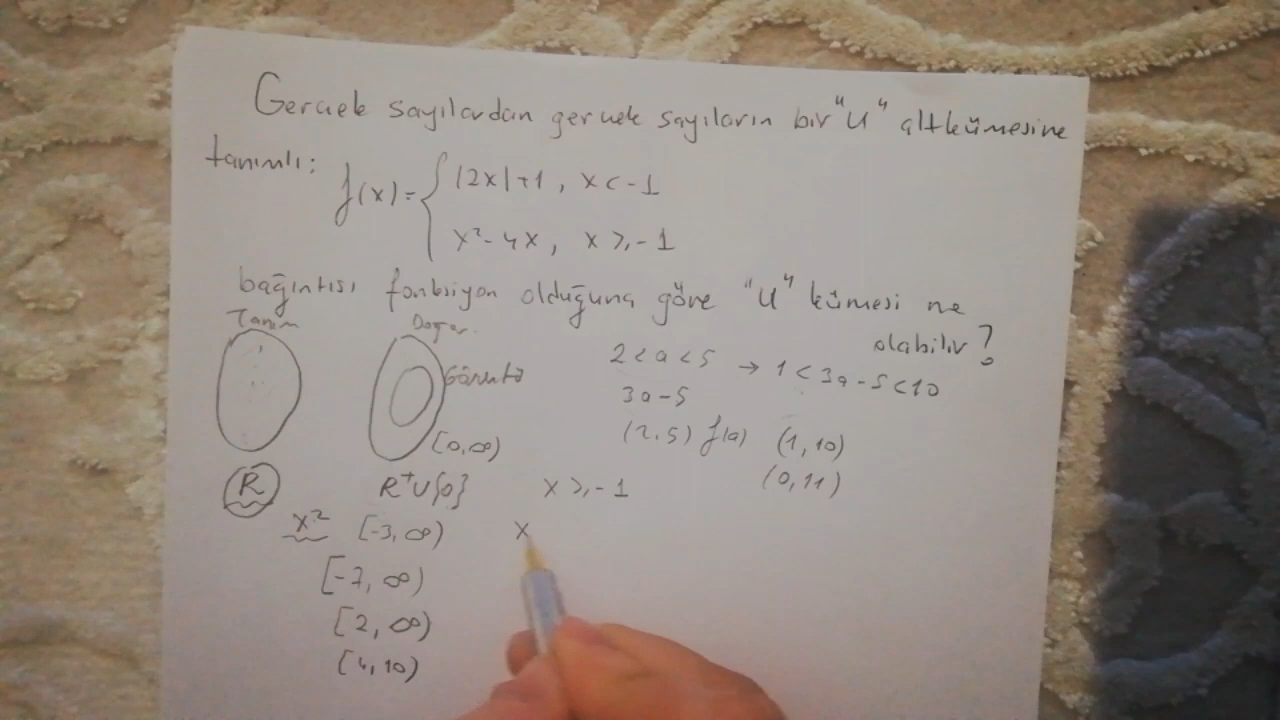 Gerçek sayılardan gerçek sayıların bir "U" altkümesine
tanımlı:
f(x)= |2x|+1, x<-1
x²-4x, x≥-1
bağıntısı fonksiyon olduğuna göre "U" kümesi ne
olabilir?
Tanım
Değer.
Görüntü
[0,∞)
2<a<5 → 1<3a-5<10
3a-5
(2,5) f(a) (1,10)
(0,11)
R
R⁺∪{0}
x≥-1
x² [-3,∞)
x
[-7,∞)
[2,∞)
(4,10)